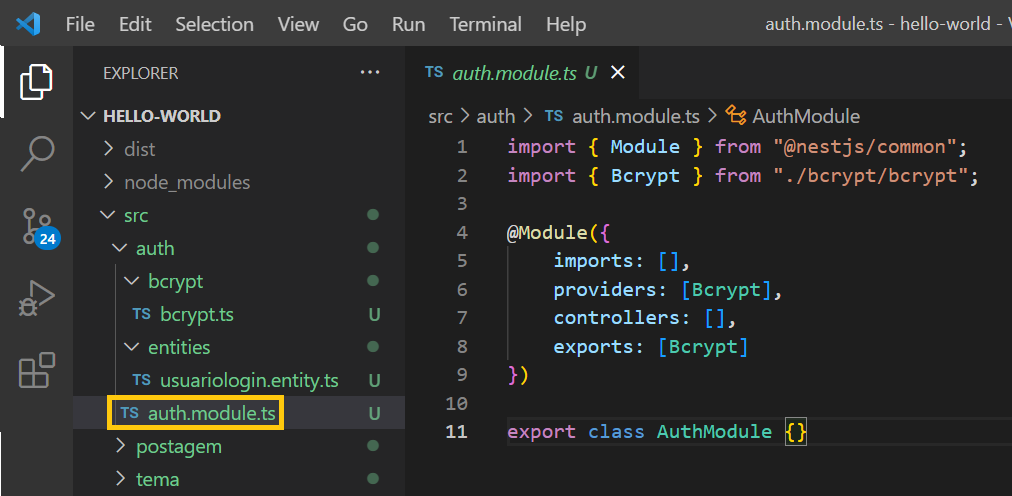 File Edit Selection View Go Run Terminal Help auth.module.ts - hello-world -
EXPLORER ...
HELLO-WORLD
dist
node_modules
src
auth
bcrypt
TS bcrypt.ts U
entities
TS usuariologin.entity.ts U
TS auth.module.ts U
postagem
tema
24
TS auth.module.ts U
src > auth > TS auth.module.ts > AuthModule
1 import { Module } from "@nestjs/common";
2 import { Bcrypt } from "./bcrypt/bcrypt";
3
4 @Module({
5     imports: [],
6     providers: [Bcrypt],
7     controllers: [],
8     exports: [Bcrypt]
9 })
10
11 export class AuthModule {}